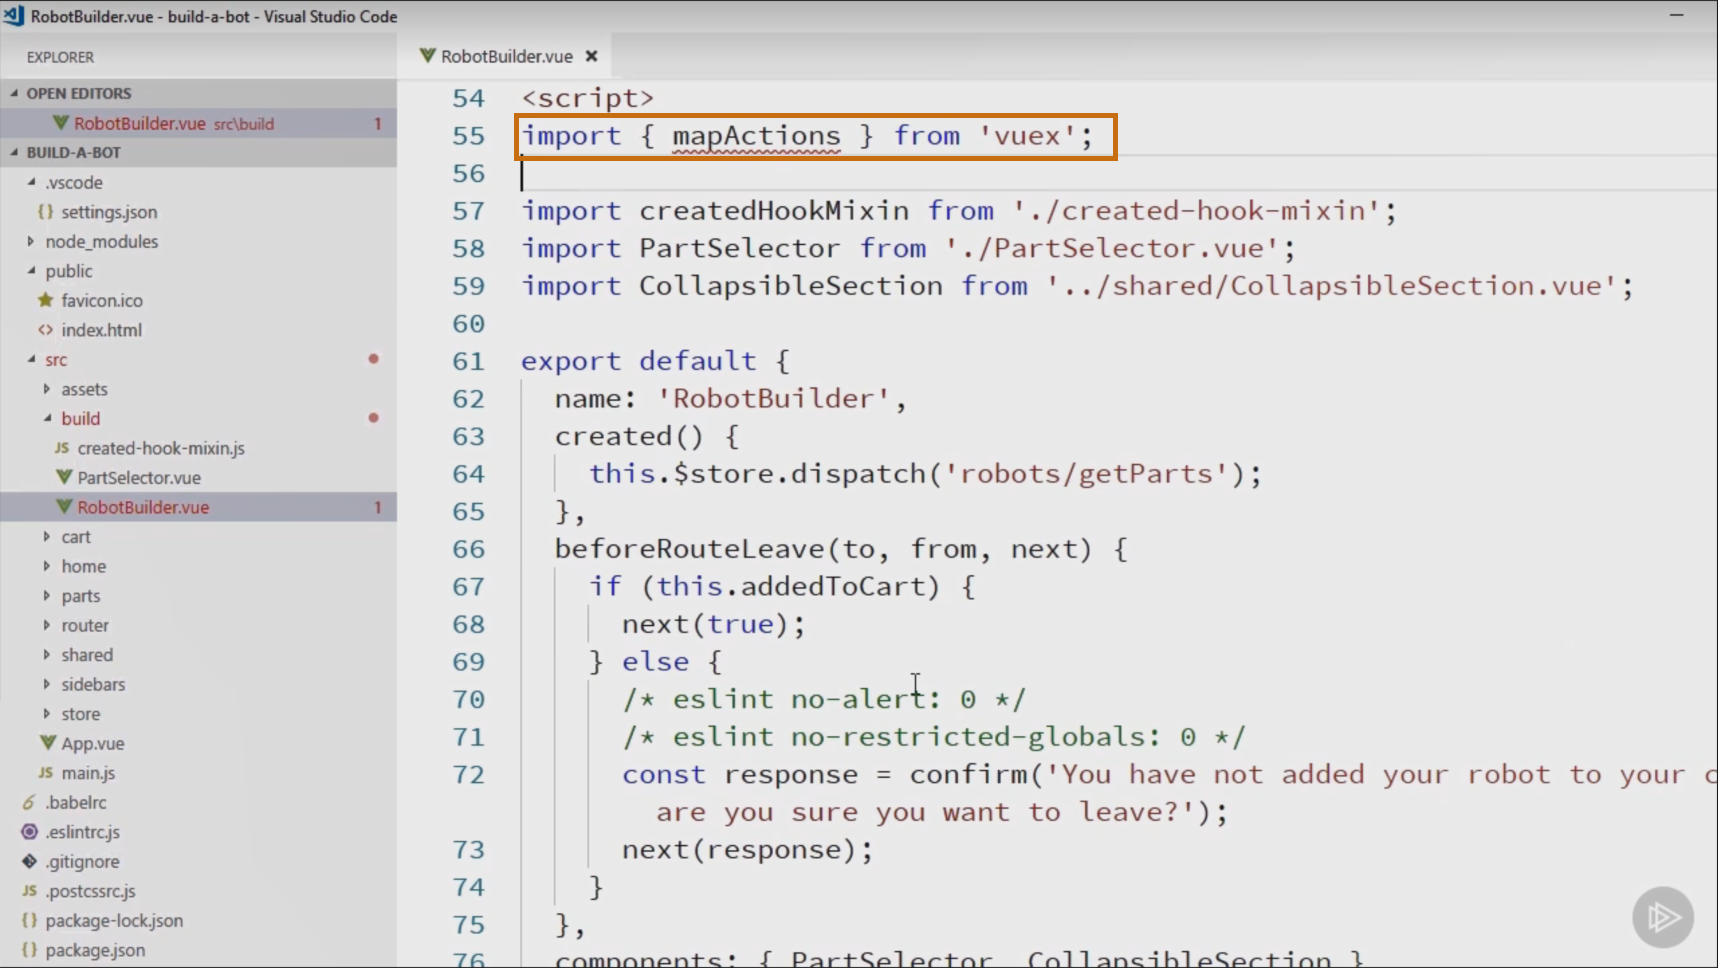 RobotBuilder.vue - build-a-bot - Visual Studio Code
EXPLORER
OPEN EDITORS
RobotBuilder.vue src\build 1
BUILD-A-BOT
.vscode
{} settings.json
node_modules
public
favicon.ico
<> index.html
src
assets
build
JS created-hook-mixin.js
PartSelector.vue
RobotBuilder.vue 1
cart
home
parts
router
shared
sidebars
store
App.vue
JS main.js
6 .babelrc
.eslintrc.js
.gitignore
JS .postcssrc.js
{} package-lock.json
{} package.json
RobotBuilder.vue ×
54 <script>
55 import { mapActions } from 'vuex';
56
57 import createdHookMixin from './created-hook-mixin';
58 import PartSelector from './PartSelector.vue';
59 import CollapsibleSection from '../shared/CollapsibleSection.vue';
60
61 export default {
62 name: 'RobotBuilder',
63 created() {
64 this.$store.dispatch('robots/getParts');
65 },
66 beforeRouteLeave(to, from, next) {
67 if (this.addedToCart) {
68 next(true);
69 } else {
70 /* eslint no-alert: 0 */
71 /* eslint no-restricted-globals: 0 */
72 const response = confirm('You have not added your robot to your c
are you sure you want to leave?');
73 next(response);
74 }
75 },
76 components: { PartSelector, CollapsibleSection }